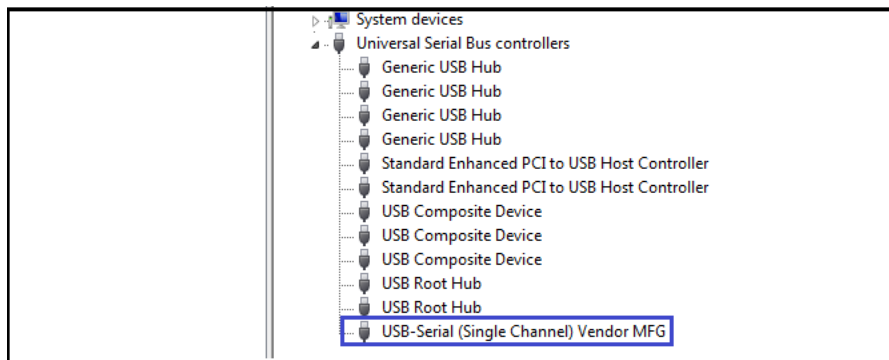 System devices
Universal Serial Bus controllers
Generic USB Hub
Generic USB Hub
Generic USB Hub
Generic USB Hub
Standard Enhanced PCI to USB Host Controller
Standard Enhanced PCI to USB Host Controller
USB Composite Device
USB Composite Device
USB Composite Device
USB Root Hub
USB Root Hub
USB-Serial (Single Channel) Vendor MFG